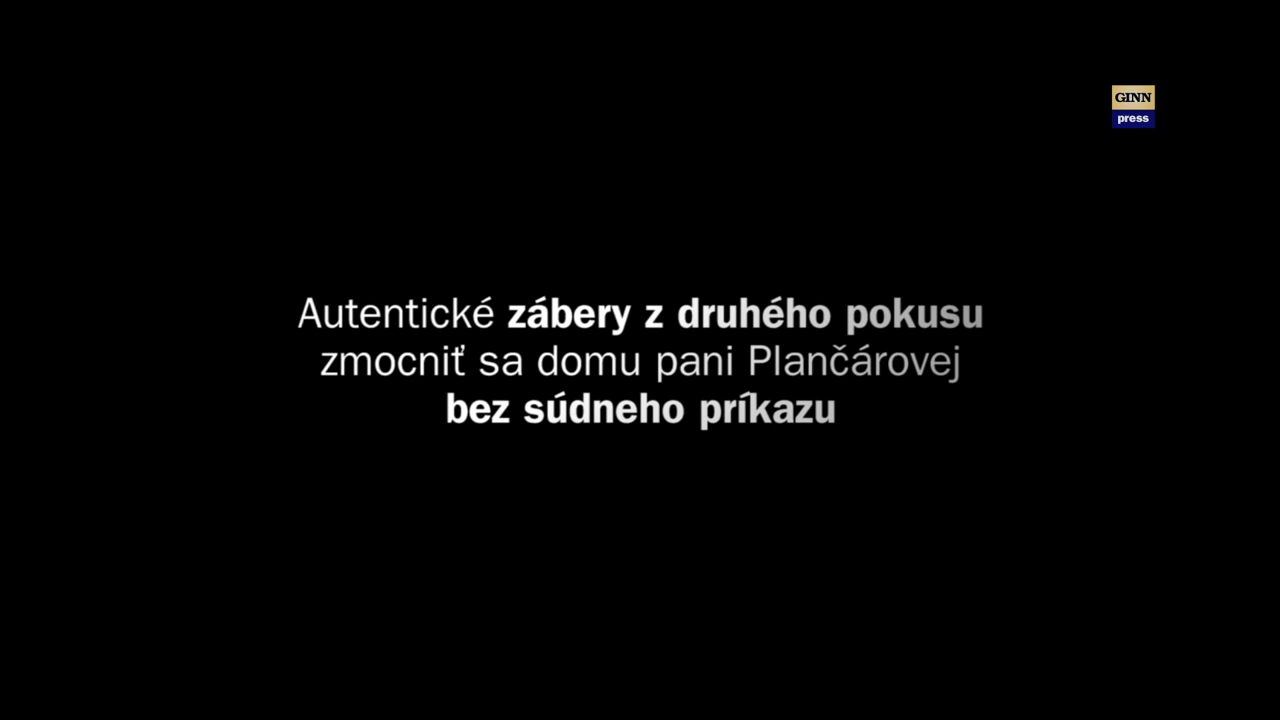 GINN
press
Autentické zábery z druhého pokusu
zmocniť sa domu pani Plančárovej
bez súdneho príkazu